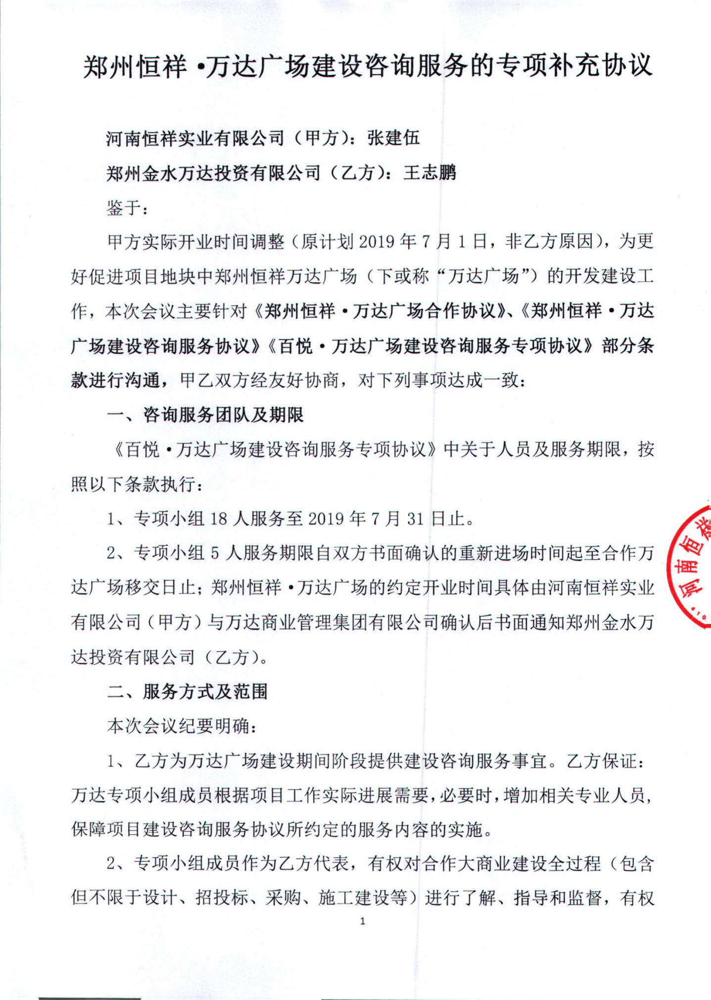 郑州恒祥·万达广场建设咨询服务的专项补充协议
河南恒祥实业有限公司（甲方）：张建伍
郑州金水万达投资有限公司（乙方）：王志鹏
鉴于：
甲方实际开业时间调整（原计划 2019 年 7 月 1 日，非乙方原因），为更
好促进项目地块中郑州恒祥万达广场（下或称“万达广场”）的开发建设工
作，本次会议主要针对《郑州恒祥·万达广场合作协议》、《郑州恒祥·万达
广场建设咨询服务协议》《百悦·万达广场建设咨询服务专项协议》部分条
款进行沟通，甲乙双方经友好协商，对下列事项达成一致：
一、咨询服务团队及期限
《百悦·万达广场建设咨询服务专项协议》中关于人员及服务期限，按
照以下条款执行：
1、专项小组 18 人服务至 2019 年 7 月 31 日止。
2、专项小组 5 人服务期限自双方书面确认的重新进场时间起至合作万
达广场移交日止；郑州恒祥·万达广场的约定开业时间具体由河南恒祥实业
有限公司（甲方）与万达商业管理集团有限公司确认后书面通知郑州金水万
达投资有限公司（乙方）。
二、服务方式及范围
本次会议纪要明确：
1、乙方为万达广场建设期间阶段提供建设咨询服务事宜。乙方保证：
万达专项小组成员根据项目工作实际进展需要，必要时，增加相关专业人员，
保障项目建设咨询服务协议所约定的服务内容的实施。
2、专项小组成员作为乙方代表，有权对合作大商业建设全过程（包含
但不限于设计、招投标、采购、施工建设等）进行了解、指导和监督，有权
1
河南恒祥
410